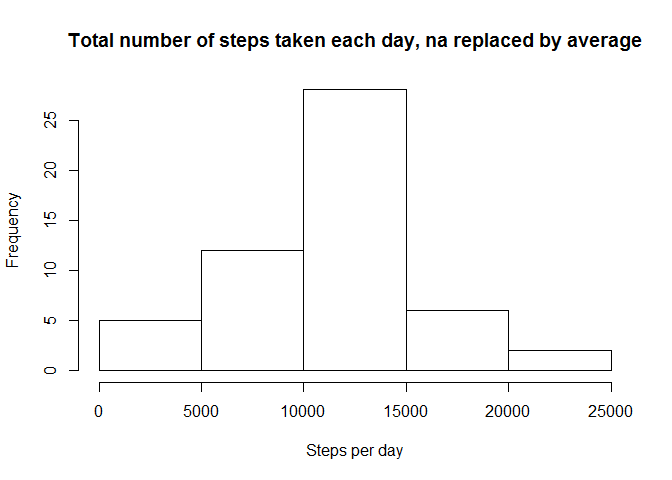 Total number of steps taken each day, na replaced by average
Frequency
25
20
15
10
5
0
0 5000 10000 15000 20000 25000
Steps per day